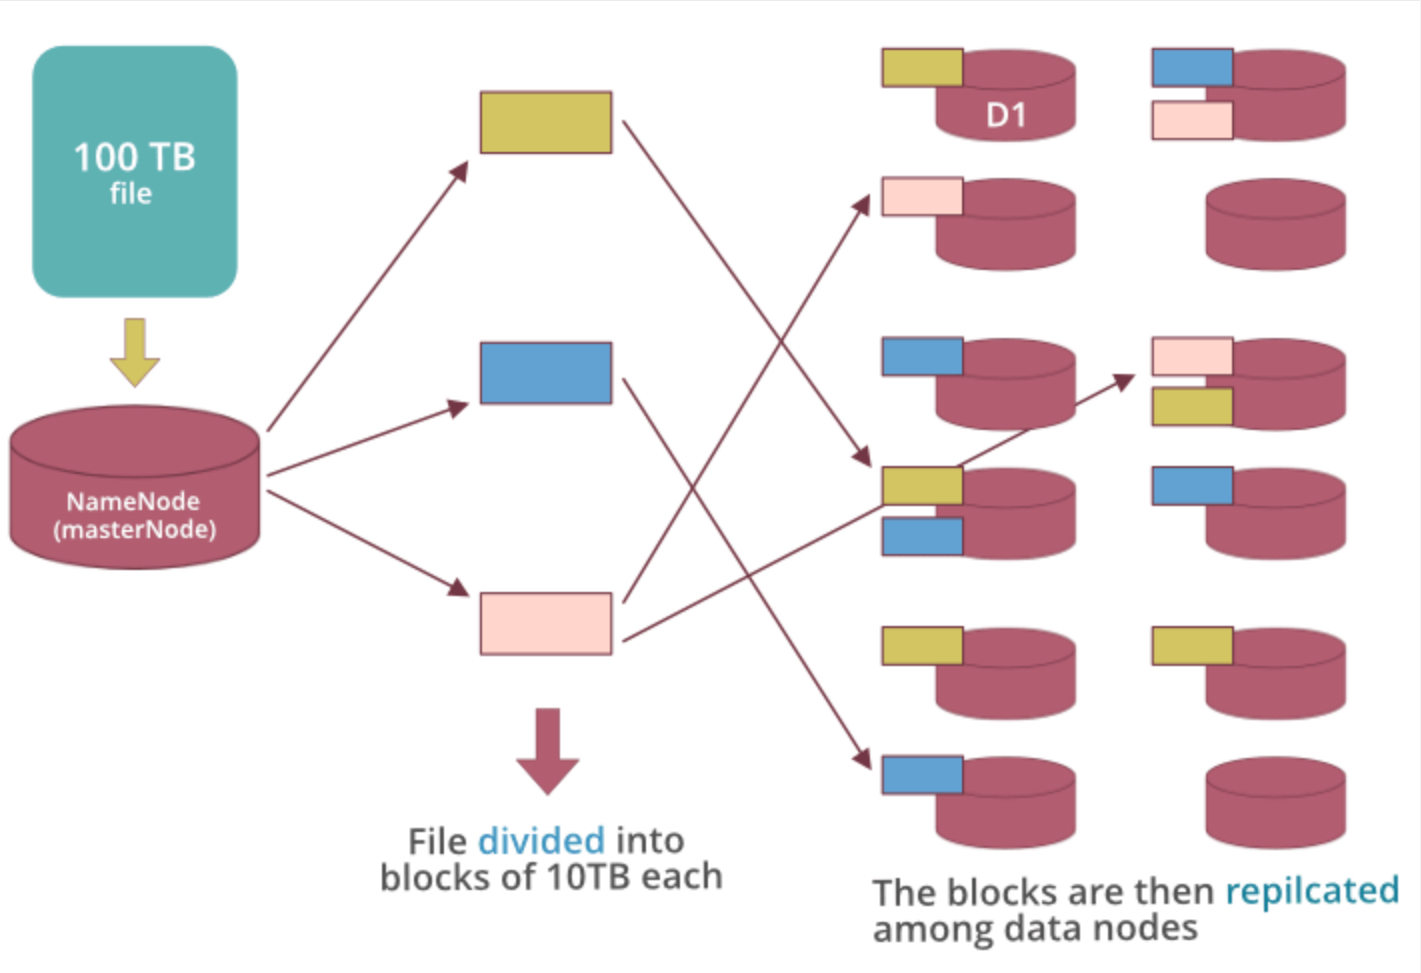 100 TB
file
NameNode
(masterNode)
File divided into
blocks of 10TB each
D1
The blocks are then repilcated
among data nodes